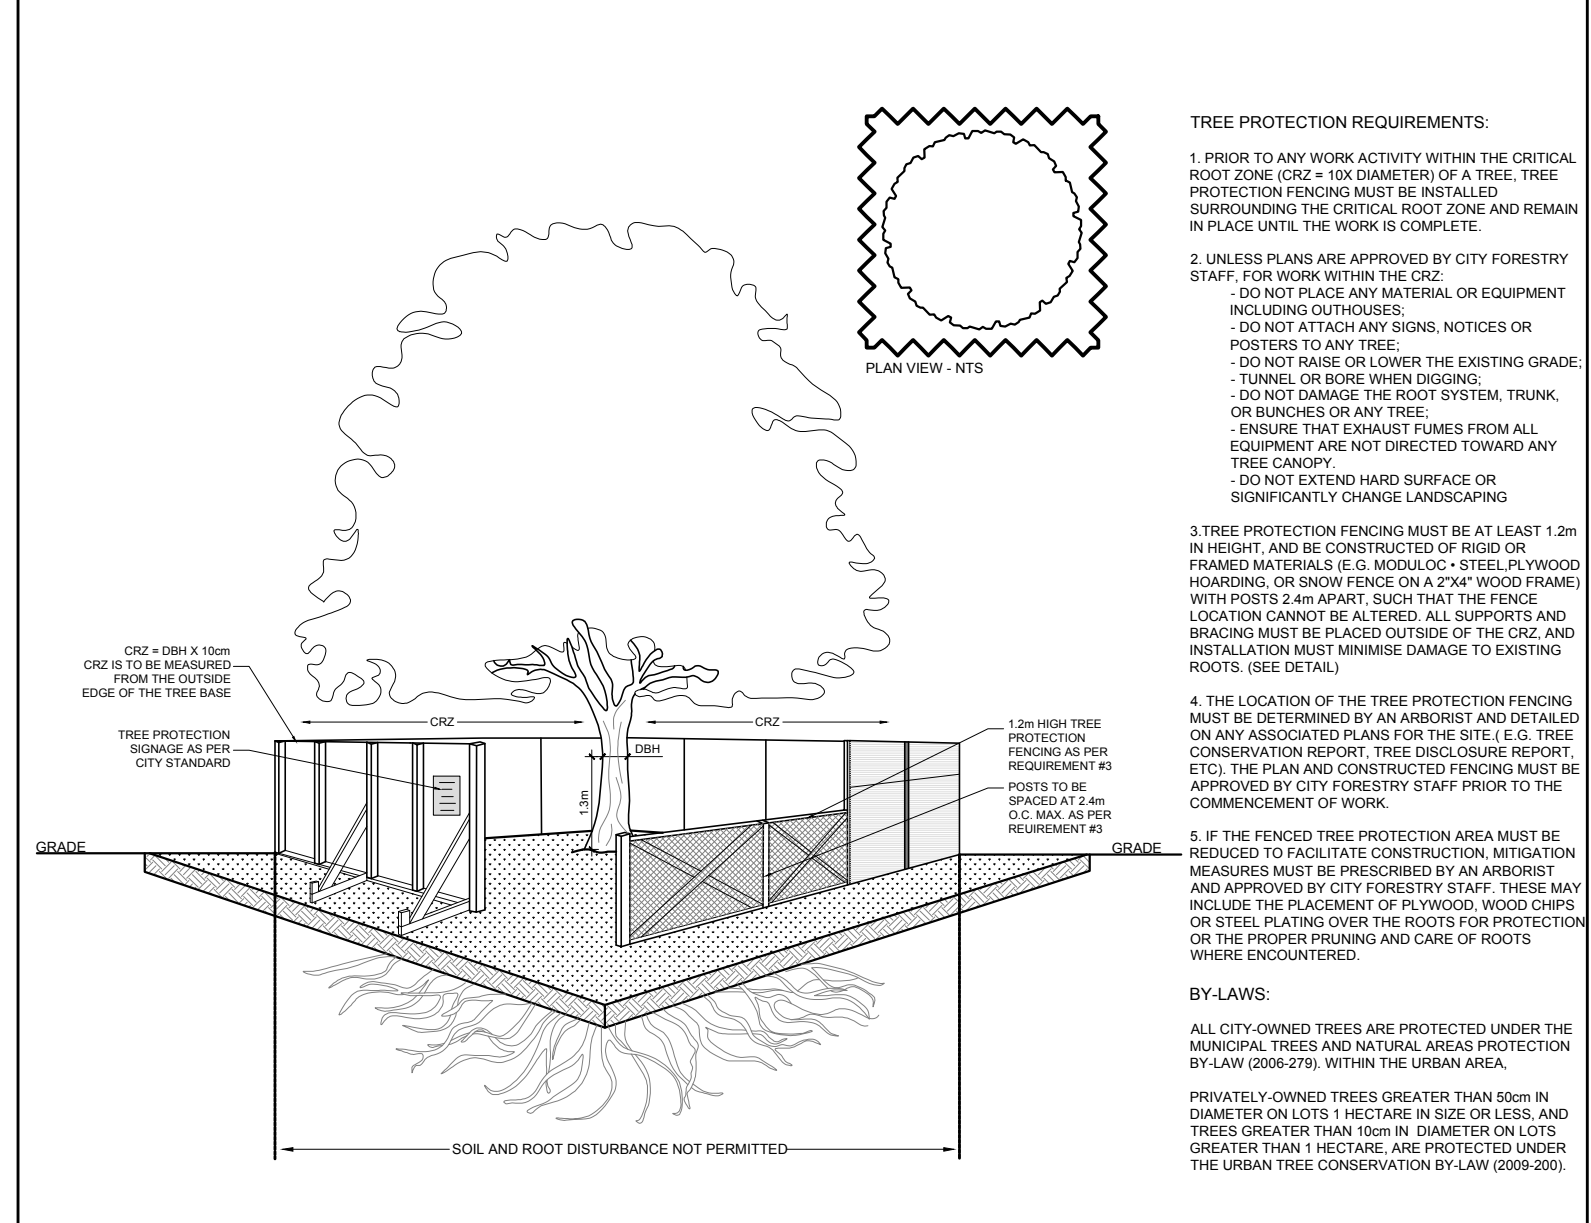 PLAN VIEW - NTS
CRZ = DBH X 10cm
CRZ IS TO BE MEASURED
FROM THE OUTSIDE
EDGE OF THE TREE BASE
TREE PROTECTION
SIGNAGE AS PER
CITY STANDARD
CRZ
CRZ
DBH
1.3m
1.2m HIGH TREE
PROTECTION
FENCING AS PER
REQUIREMENT #3
POSTS TO BE
SPACED AT 2.4m
O.C. MAX. AS PER
REUIREMENT #3
GRADE
GRADE
SOIL AND ROOT DISTURBANCE NOT PERMITTED
TREE PROTECTION REQUIREMENTS:
1. PRIOR TO ANY WORK ACTIVITY WITHIN THE CRITICAL
ROOT ZONE (CRZ = 10X DIAMETER) OF A TREE, TREE
PROTECTION FENCING MUST BE INSTALLED
SURROUNDING THE CRITICAL ROOT ZONE AND REMAIN
IN PLACE UNTIL THE WORK IS COMPLETE.
2. UNLESS PLANS ARE APPROVED BY CITY FORESTRY
STAFF, FOR WORK WITHIN THE CRZ:
- DO NOT PLACE ANY MATERIAL OR EQUIPMENT
INCLUDING OUTHOUSES;
- DO NOT ATTACH ANY SIGNS, NOTICES OR
POSTERS TO ANY TREE;
- DO NOT RAISE OR LOWER THE EXISTING GRADE;
- TUNNEL OR BORE WHEN DIGGING;
- DO NOT DAMAGE THE ROOT SYSTEM, TRUNK,
OR BUNCHES OR ANY TREE;
- ENSURE THAT EXHAUST FUMES FROM ALL
EQUIPMENT ARE NOT DIRECTED TOWARD ANY
TREE CANOPY.
- DO NOT EXTEND HARD SURFACE OR
SIGNIFICANTLY CHANGE LANDSCAPING
3.TREE PROTECTION FENCING MUST BE AT LEAST 1.2m
IN HEIGHT, AND BE CONSTRUCTED OF RIGID OR
FRAMED MATERIALS (E.G. MODULOC • STEEL,PLYWOOD
HOARDING, OR SNOW FENCE ON A 2"X4" WOOD FRAME)
WITH POSTS 2.4m APART, SUCH THAT THE FENCE
LOCATION CANNOT BE ALTERED. ALL SUPPORTS AND
BRACING MUST BE PLACED OUTSIDE OF THE CRZ, AND
INSTALLATION MUST MINIMISE DAMAGE TO EXISTING
ROOTS. (SEE DETAIL)
4. THE LOCATION OF THE TREE PROTECTION FENCING
MUST BE DETERMINED BY AN ARBORIST AND DETAILED
ON ANY ASSOCIATED PLANS FOR THE SITE.( E.G. TREE
CONSERVATION REPORT, TREE DISCLOSURE REPORT,
ETC). THE PLAN AND CONSTRUCTED FENCING MUST BE
APPROVED BY CITY FORESTRY STAFF PRIOR TO THE
COMMENCEMENT OF WORK.
5. IF THE FENCED TREE PROTECTION AREA MUST BE
REDUCED TO FACILITATE CONSTRUCTION, MITIGATION
MEASURES MUST BE PRESCRIBED BY AN ARBORIST
AND APPROVED BY CITY FORESTRY STAFF. THESE MAY
INCLUDE THE PLACEMENT OF PLYWOOD, WOOD CHIPS
OR STEEL PLATING OVER THE ROOTS FOR PROTECTION
OR THE PROPER PRUNING AND CARE OF ROOTS
WHERE ENCOUNTERED.
BY-LAWS:
ALL CITY-OWNED TREES ARE PROTECTED UNDER THE
MUNICIPAL TREES AND NATURAL AREAS PROTECTION
BY-LAW (2006-279). WITHIN THE URBAN AREA,
PRIVATELY-OWNED TREES GREATER THAN 50cm IN
DIAMETER ON LOTS 1 HECTARE IN SIZE OR LESS, AND
TREES GREATER THAN 10cm IN DIAMETER ON LOTS
GREATER THAN 1 HECTARE, ARE PROTECTED UNDER
THE URBAN TREE CONSERVATION BY-LAW (2009-200).